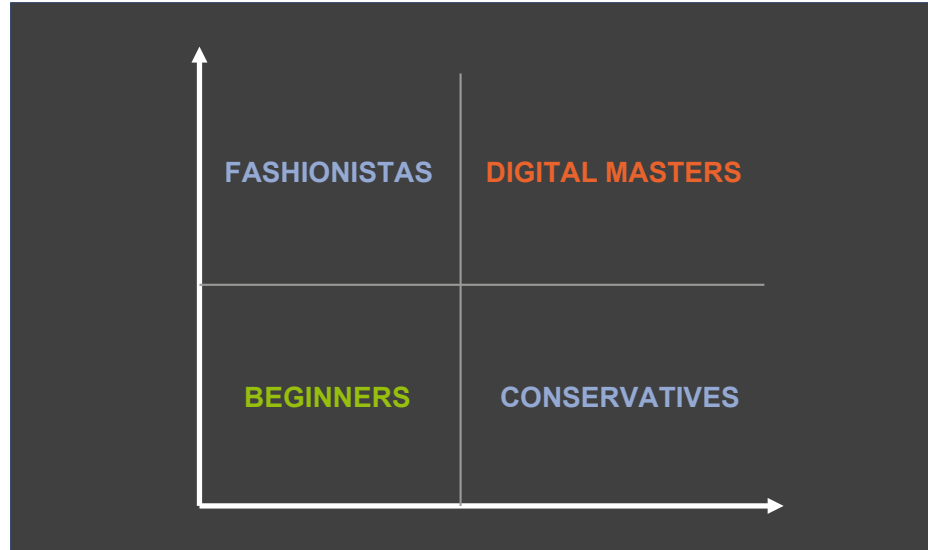 FASHIONISTAS
DIGITAL MASTERS
BEGINNERS
CONSERVATIVES